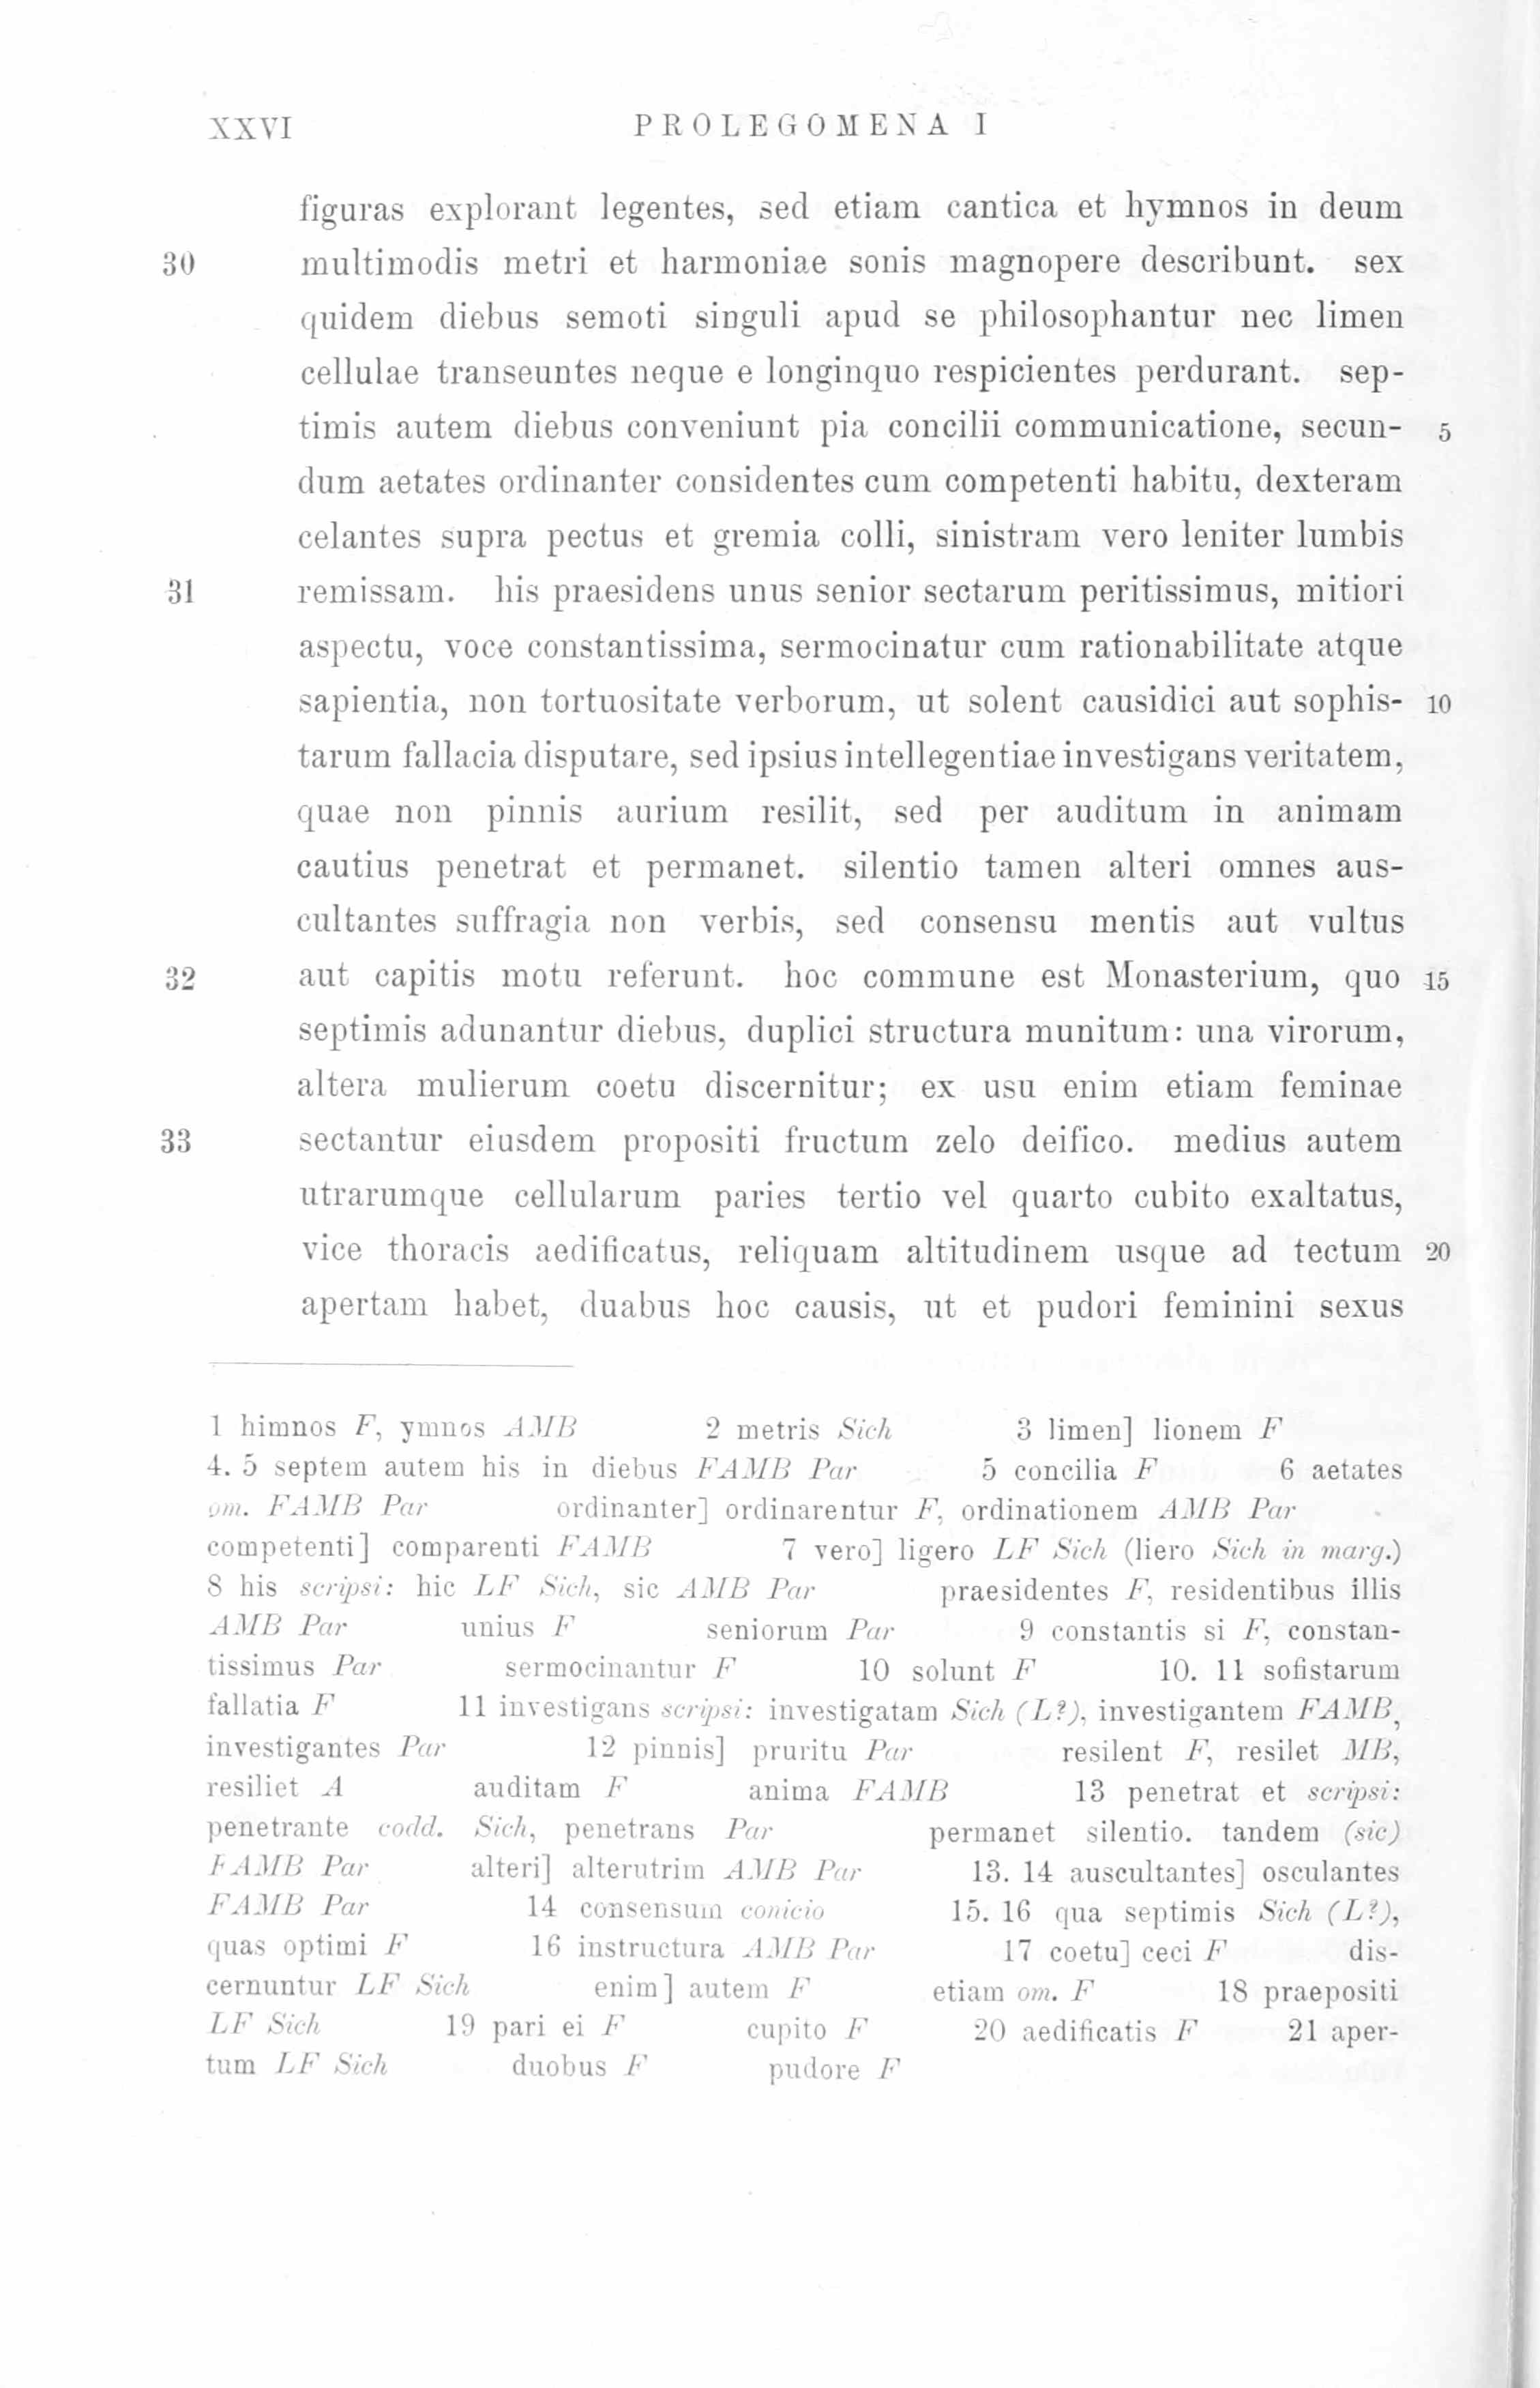 XXVI PROLEGOMENA I
figuras explorant legentes, sed etiam cantica et hymnos in deum
30 multimodis metri et harmoniae sonis magnopere describunt. sex
quidem diebus semoti singuli apud se philosophantur nec limen
cellulae transeuntes neque e longinquo respicientes perdurant. sep-
timis autem diebus conveniunt pia concilii communicatione, secun- 5
dum aetates ordinanter considentes cum competenti habitu, dexteram
celantes supra pectus et gremia colli, sinistram vero leniter lumbis
31 remissam. his praesidens unus senior sectarum peritissimus, mitiori
aspectu, voce constantissima, sermocinatur cum rationabilitate atque
sapientia, non tortuositate verborum, ut solent causidici aut sophis- 10
tarum fallacia disputare, sed ipsius intellegentiae investigans veritatem,
quae non pinnis aurium resilit, sed per auditum in animam
cautius penetrat et permanet. silentio tamen alteri omnes aus-
cultantes suffragia non verbis, sed consensu mentis aut vultus
32 aut capitis motu referunt. hoc commune est Monasterium, quo 15
septimis adunantur diebus, duplici structura munitum: una virorum,
altera mulierum coetu discernitur; ex usu enim etiam feminae
33 sectantur eiusdem propositi fructum zelo deifico. medius autem
utrarumque cellularum paries tertio vel quarto cubito exaltatus,
vice thoracis aedificatus, reliquam altitudinem usque ad tectum 20
apertam habet, duabus hoc causis, ut et pudori feminini sexus
1 himnos F, ymnos AMB 2 metris Sich 3 limen] lionem F
4. 5 septem autem his in diebus FAMB Par 5 concilia F 6 aetates
om. FAMB Par ordinanter] ordinarentur F, ordinationem AMB Par
competenti] comparenti FAMB 7 vero] ligero LF Sich (liero Sich in marg.)
8 his scripsi: hic LF Sich, sic AMB Par praesidentes F, residentibus illis
AMB Par unius F seniorum Par 9 constantis si F, constan-
tissimus Par sermocinantur F 10 solunt F 10. 11 sofistarum
fallatia F 11 investigans scripsi: investigatam Sich (L?), investigantem FAMB,
investigantes Par 12 pinnis] pruritu Par resilent F, resilet MB,
resiliet A auditam F anima FAMB 13 penetrat et scripsi:
penetrante codd. Sich, penetrans Par permanet silentio. tandem (sic)
FAMB Par alteri] alterutrim AMB Par 13. 14 auscultantes] osculantes
FAMB Par 14 consensum conicio 15. 16 qua septimis Sich (L?),
quas optimi F 16 instructura AMB Par 17 coetu] ceci F dis-
cernuntur LF Sich enim] autem F etiam om. F 18 praepositi
LF Sich 19 pari ei F cupito F 20 aedificatis F 21 aper-
tum LF Sich duobus F pudore F